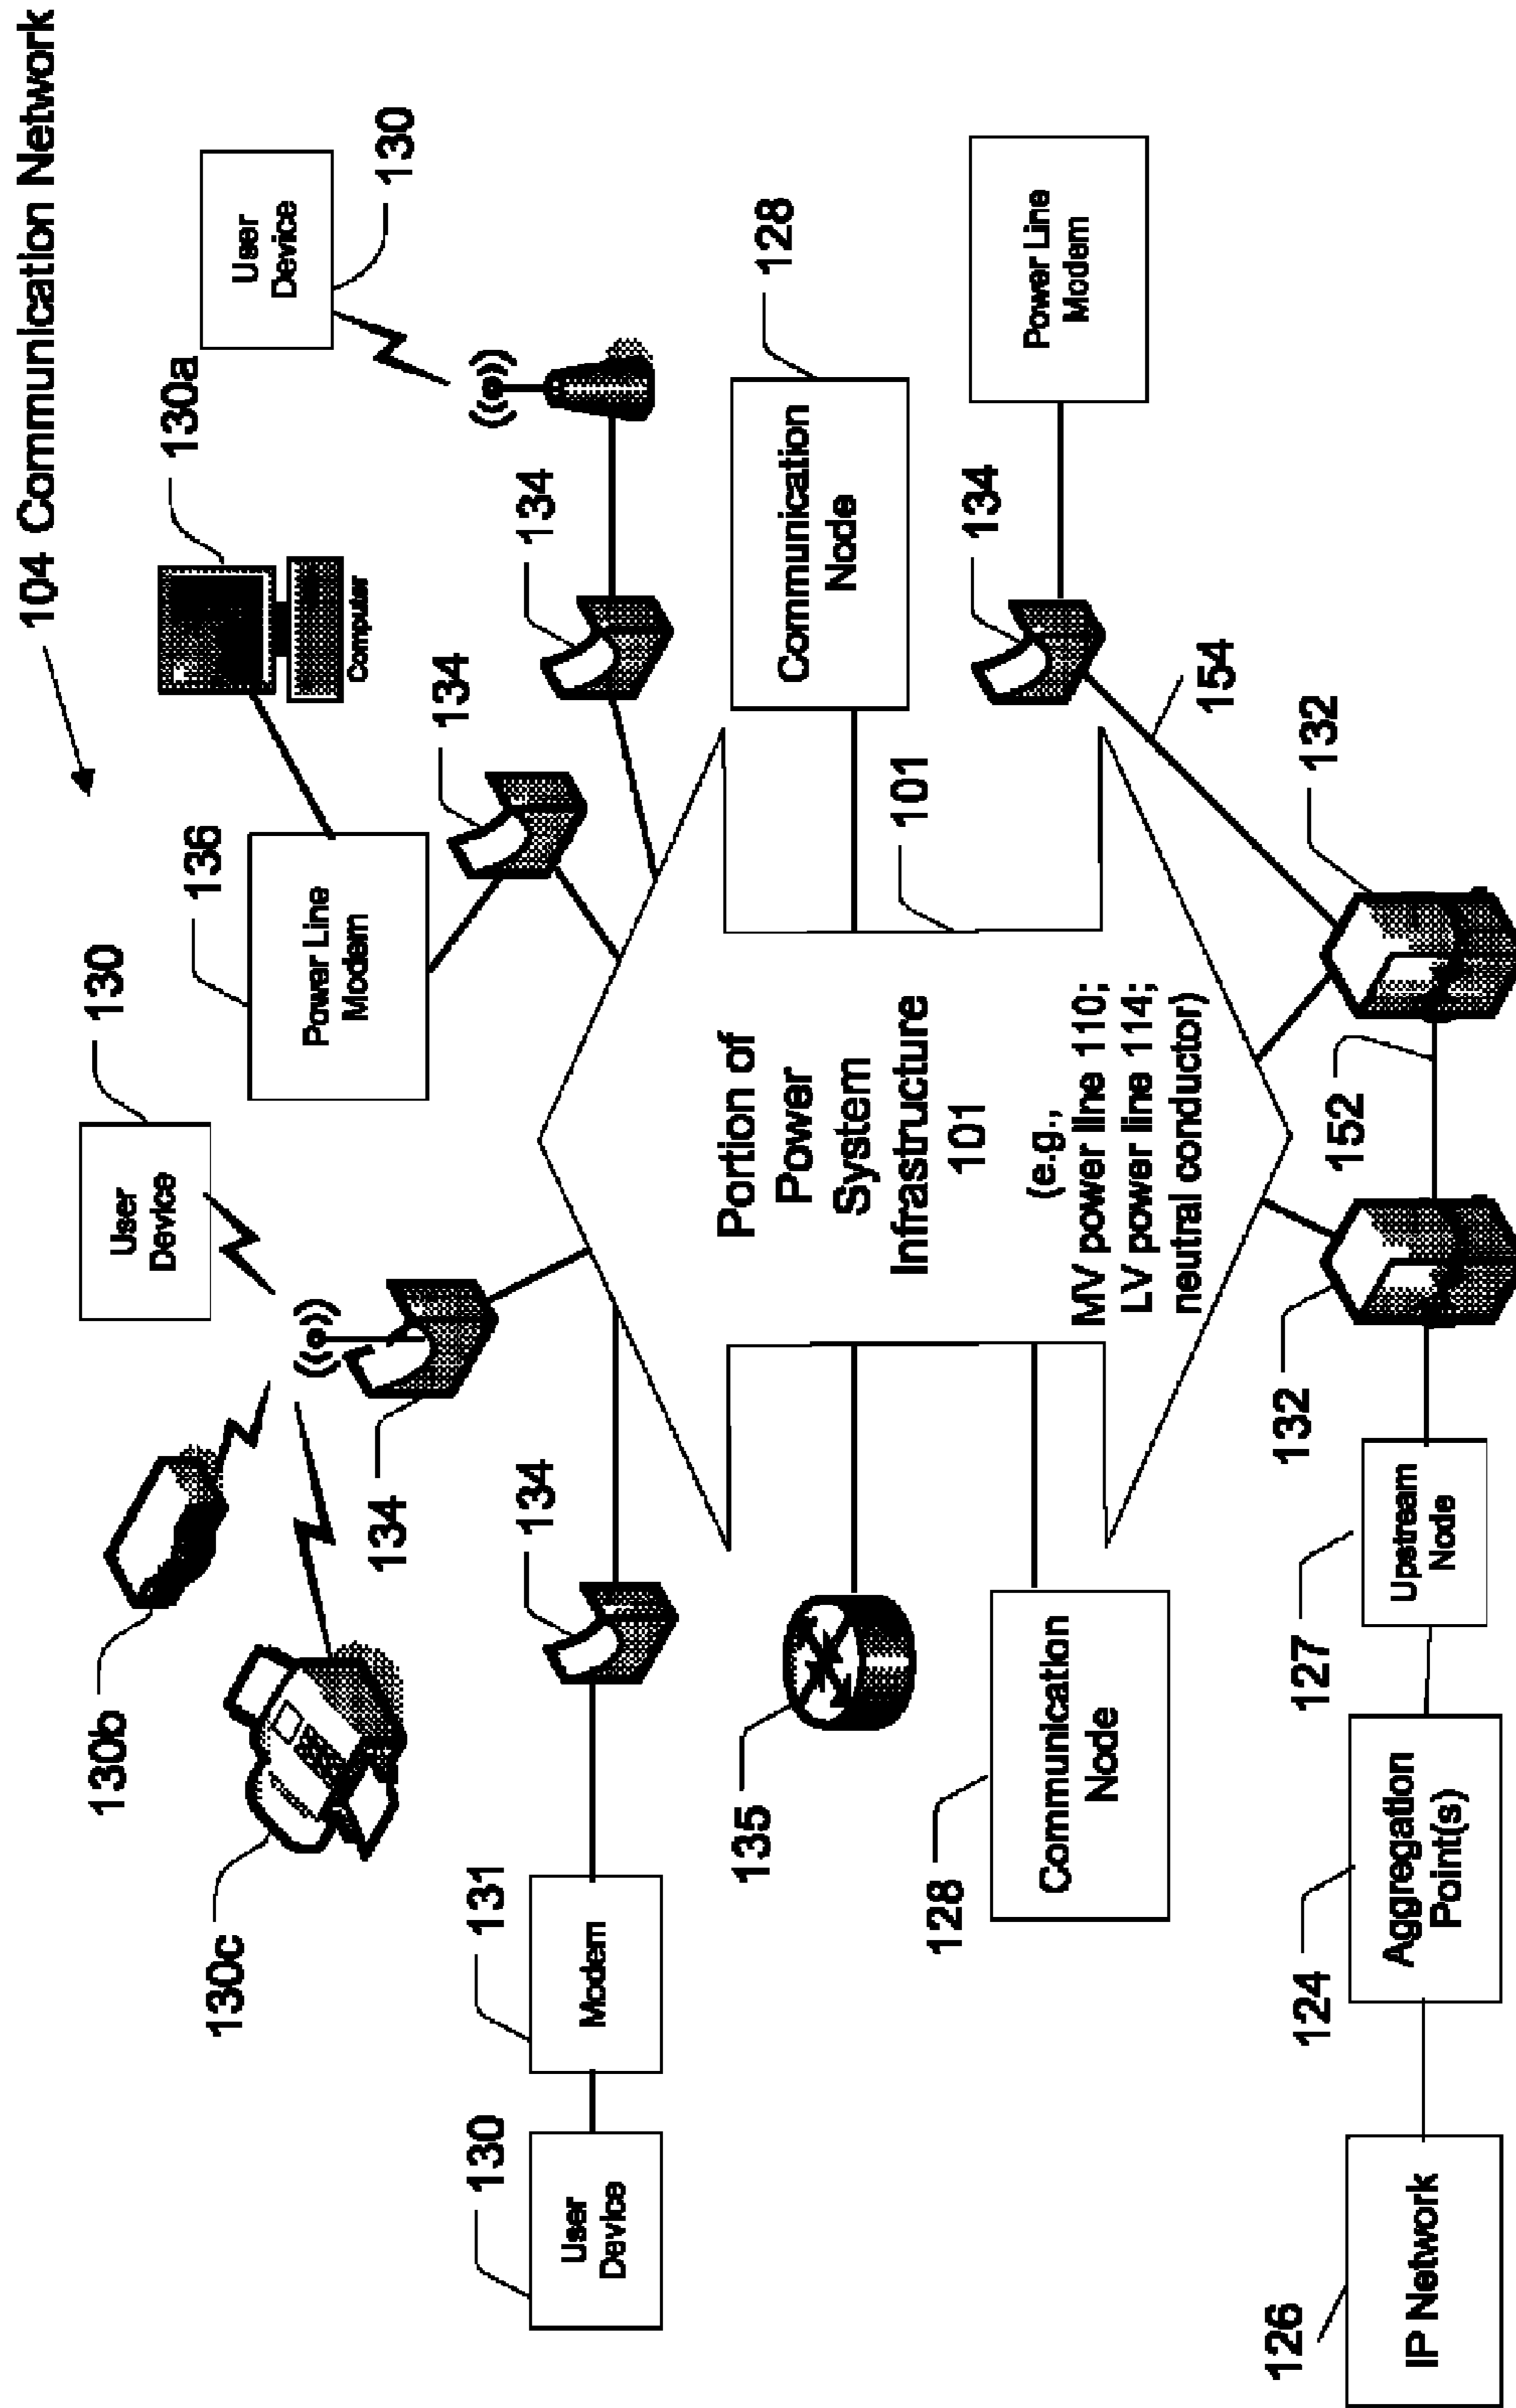 104 Communication Network
130
User
Device
130a
Computer
136
Power Line
Modem
134
134
130
User
Device
130b
130c
134
134
131
Modem
130
User
Device
128
Communication
Node
134
Power Line
Modem
154
101
Portion of
Power
System
Infrastructure
101
(e.g.,
MV power line 110;
LV power line 114;
neutral conductor)
135
128
Communication
Node
132
152
132
127
Upstream
Node
124
Aggregation
Point(s)
126
IP Network